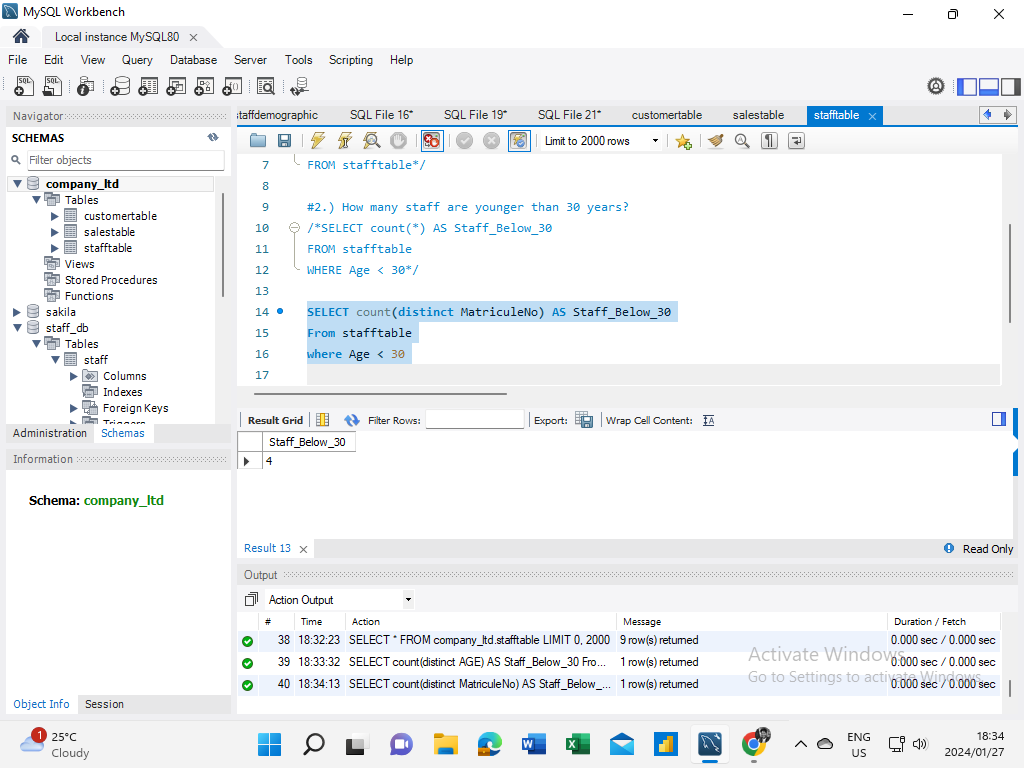 MySQL Workbench
Local instance MySQL80
File Edit View Query Database Server Tools Scripting Help
Navigator
SCHEMAS
Filter objects
company_ltd
Tables
customertable
salestable
stafftable
Views
Stored Procedures
Functions
sakila
staff_db
Tables
staff
Columns
Indexes
Foreign Keys
Triggers
Administration Schemas
Information
Schema: company_ltd
Object Info Session
staffdemographic SQL File 16* SQL File 19* SQL File 21* customertable salestable stafftable
Limit to 2000 rows
7 FROM stafftable*/
8
9 #2.) How many staff are younger than 30 years?
10 /*SELECT count(*) AS Staff_Below_30
11 FROM stafftable
12 WHERE Age < 30*/
13
14 SELECT count(distinct MatriculeNo) AS Staff_Below_30
15 From stafftable
16 where Age < 30
17
Result Grid Filter Rows: Export: Wrap Cell Content:
Staff_Below_30
4
Result 13 Read Only
Output
Action Output
# Time Action Message Duration / Fetch
38 18:32:23 SELECT * FROM company_ltd.stafftable LIMIT 0, 2000 9 row(s) returned 0.000 sec / 0.000 sec
39 18:33:32 SELECT count(distinct AGE) AS Staff_Below_30 Fro... 1 row(s) returned 0.000 sec / 0.000 sec
40 18:34:13 SELECT count(distinct MatriculeNo) AS Staff_Below_... 1 row(s) returned 0.000 sec / 0.000 sec
Activate Windows
Go to Settings to activate Windows.
1
25°C
Cloudy
ENG
US
18:34
2024/01/27